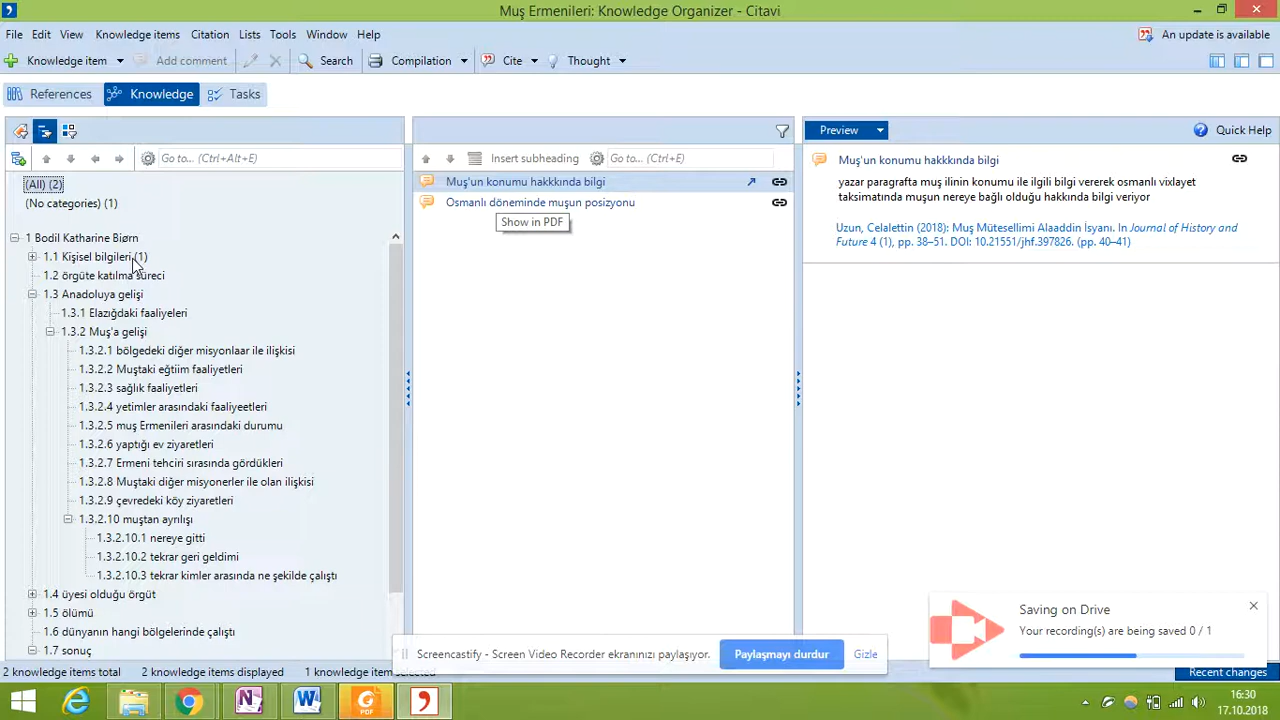 Muş Ermenileri: Knowledge Organizer - Citavi
File Edit View Knowledge items Citation Lists Tools Window Help
An update is available
Knowledge item Add comment Search Compilation Cite Thought
References Knowledge Tasks
Preview Quick Help
Go to... (Ctrl+Alt+E)
Insert subheading Go to... (Ctrl+E)
(All) (2)
(No categories) (1)
1 Bodil Katharine Biørn
1.1 Kişisel bilgileri (1)
1.2 örgüte katılma süreci
1.3 Anadoluya gelişi
1.3.1 Elazığdaki faaliyeleri
1.3.2 Muş'a gelişi
1.3.2.1 bölgedeki diğer misyonlaar ile ilişkisi
1.3.2.2 Muştaki eğtiim faaliyetleri
1.3.2.3 sağlık faaliyetleri
1.3.2.4 yetimler arasındaki faaliyeetleri
1.3.2.5 muş Ermenileri arasındaki durumu
1.3.2.6 yaptığı ev ziyaretleri
1.3.2.7 Ermeni tehciri sırasında gördükleri
1.3.2.8 Muştaki diğer misyonerler ile olan ilişkisi
1.3.2.9 çevredeki köy ziyaretleri
1.3.2.10 muştan ayrılışı
1.3.2.10.1 nereye gitti
1.3.2.10.2 tekrar geri geldimi
1.3.2.10.3 tekrar kimler arasında ne şekilde çalıştı
1.4 üyesi olduğu örgüt
1.5 ölümü
1.6 dünyanın hangi bölgelerinde çalıştı
1.7 sonuç
Muş'un konumu hakkkında bilgi
Osmanlı döneminde muşun posizyonu
Show in PDF
Muş'un konumu hakkkında bilgi
yazar paragrafta muş ilinin konumu ile ilgili bilgi vererek osmanlı vixlayet
taksimatında muşun nereye bağlı olduğu hakkında bilgi veriyor
Uzun, Celalettin (2018): Muş Mütesellimi Alaaddin İsyanı. In Journal of History and
Future 4 (1), pp. 38–51. DOI: 10.21551/jhf.397826. (pp. 40–41)
Saving on Drive
Your recording(s) are being saved 0 / 1
Screencastify - Screen Video Recorder ekranınızı paylaşıyor. Paylaşmayı durdur Gizle
2 knowledge items total 2 knowledge items displayed 1 knowledge item selected
Recent changes
PDF
16:30
17.10.2018